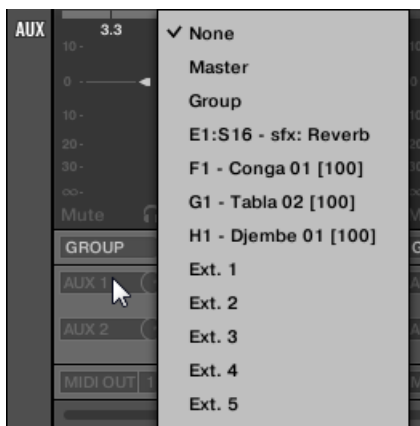 AUX
3.3
10-
0
10-
20-
30-
∞-
Mute
GROUP
AUX 1
AUX 2
MIDI OUT 1
✓ None
Master
Group
E1:S16 - sfx: Reverb
F1 - Conga 01 [100]
G1 - Tabla 02 [100]
H1 - Djembe 01 [100]
Ext. 1
Ext. 2
Ext. 3
Ext. 4
Ext. 5